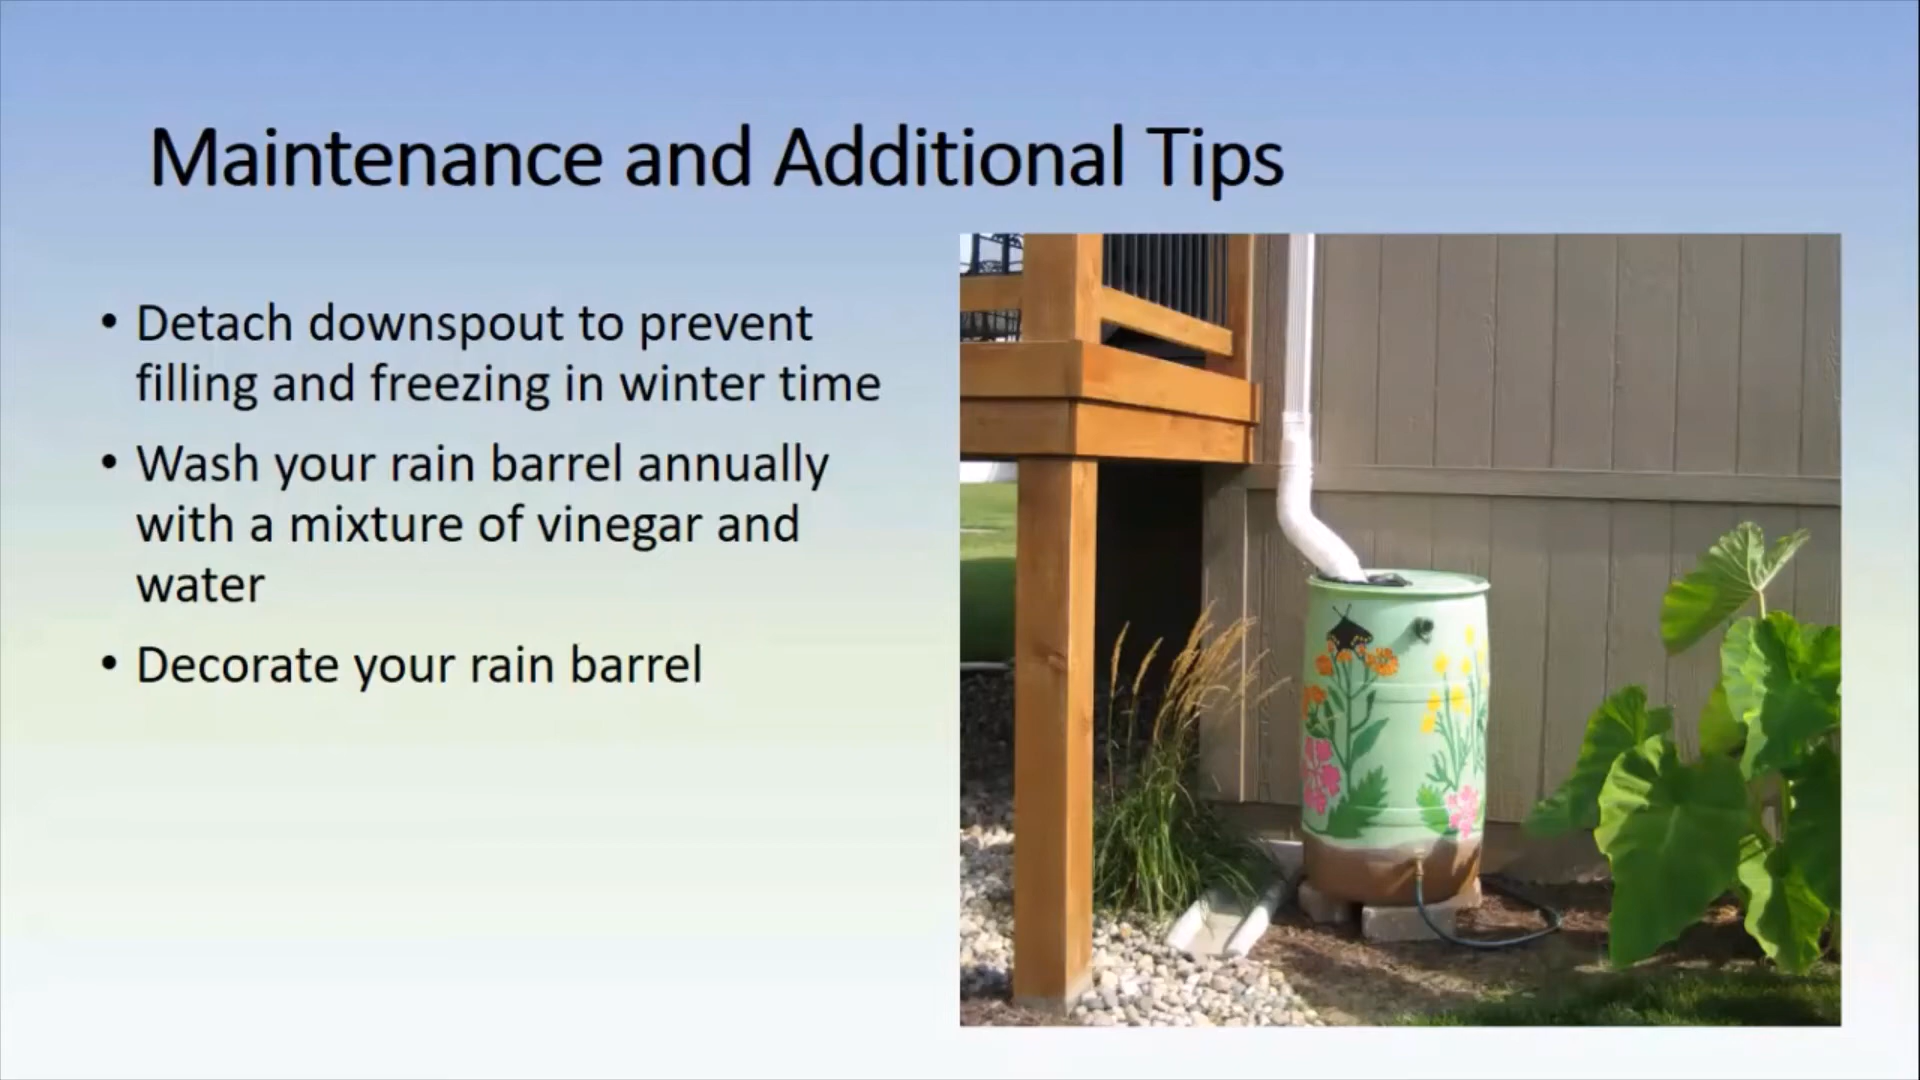 Maintenance and Additional Tips
• Detach downspout to prevent
filling and freezing in winter time
• Wash your rain barrel annually
with a mixture of vinegar and
water
• Decorate your rain barrel